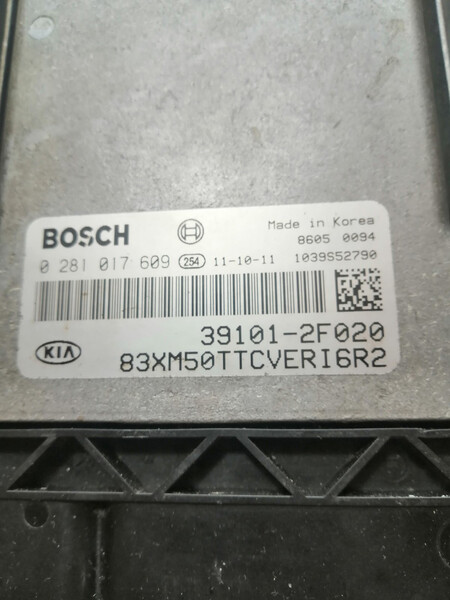 BOSCH
Made in Korea
8605 0094
0 281 017 609 254 11-10-11 1039S52790
39101-2F020
KIA
83XM50TTCVERI6R2